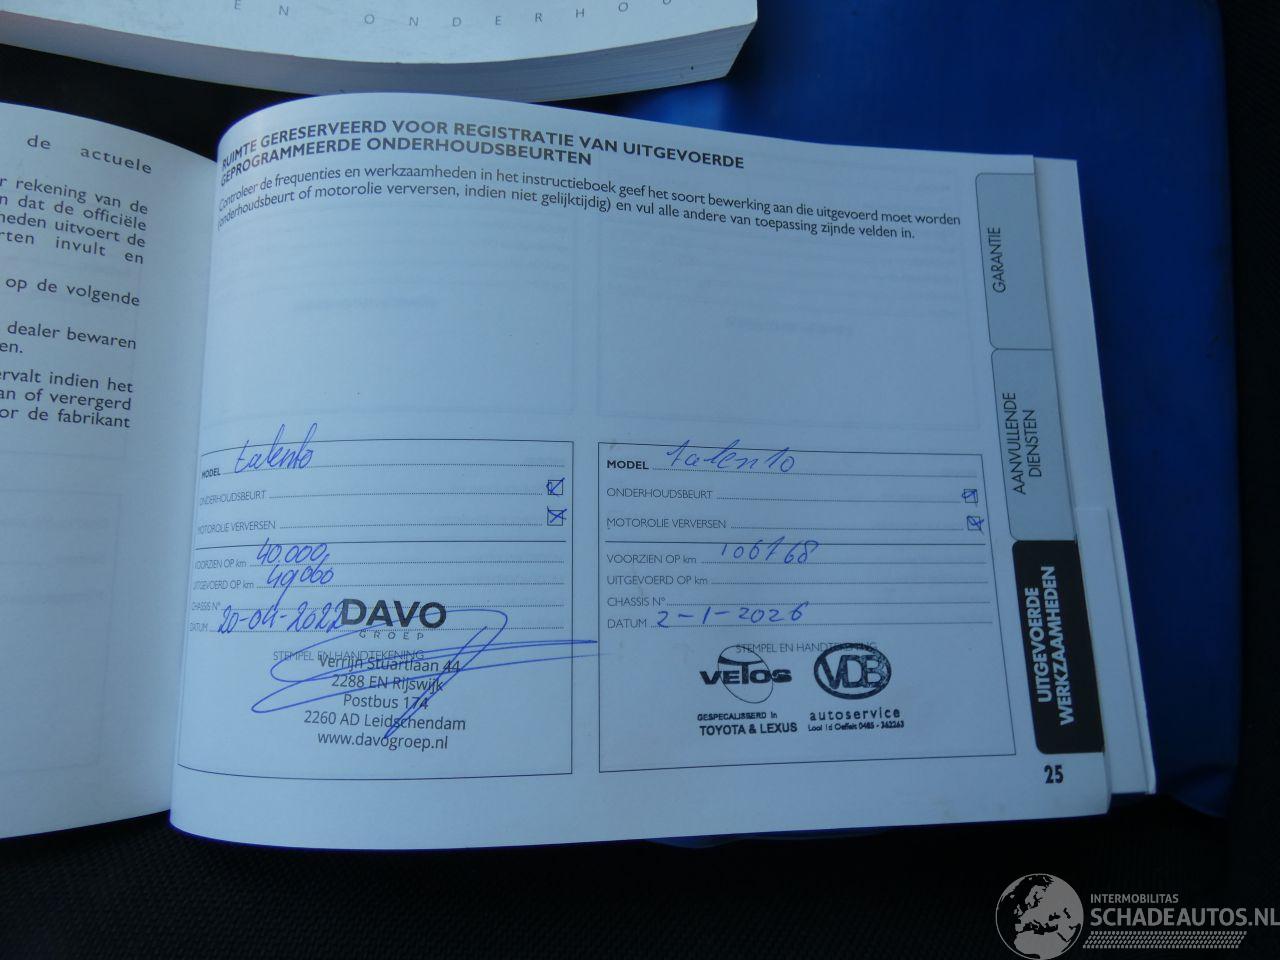 E N O N D E R H O U
de actuele
r rekening van de
n dat de officiële
heden uitvoert de
rten invult en
op de volgende
dealer bewaren
en.
ervalt indien het
an of verergerd
or de fabrikant
RUIMTE GERESERVEERD VOOR REGISTRATIE VAN UITGEVOERDE
GEPROGRAMMEERDE ONDERHOUDSBEURTEN
Controleer de frequenties en werkzaamheden in het instructieboek geef het soort bewerking aan die uitgevoerd moet worden
(onderhoudsbeurt of motorolie verversen, indien niet gelijktijdig) en vul alle andere van toepassing zijnde velden in.
MODEL talento
ONDERHOUDSBEURT
MOTOROLIE VERVERSEN
VOORZIEN OP km 40.000
UITGEVOERD OP km 49060
CHASSIS N°
DATUM 20-04-2022
DAVO
GROEP
STEMPEL EN HANDTEKENING
Verrijn Stuartlaan 44
2288 EN Rijswijk
Postbus 174
2260 AD Leidschendam
www.davogroep.nl
MODEL talento
ONDERHOUDSBEURT
MOTOROLIE VERVERSEN
VOORZIEN OP km 106768
UITGEVOERD OP km
CHASSIS N°
DATUM 2-1-2026
STEMPEL EN HANDTEKENING
VETOS
GESPECIALISEERD in
TOYOTA & LEXUS
VDB
autoservice
GARANTIE
AANVULLENDE
DIENSTEN
UITGEVOERDE
WERKZAAMHEDEN
25
INTERMOBILITAS
SCHADEAUTOS.NL